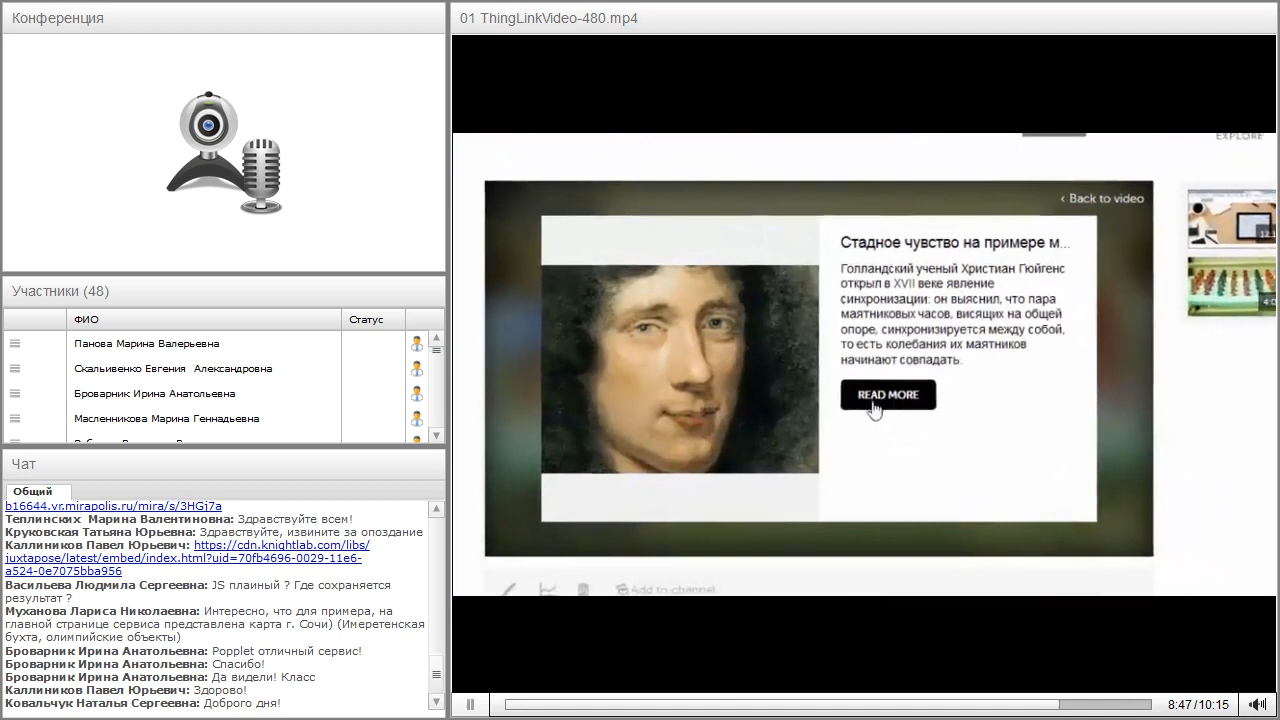 Конференция
Участники (48)
ФИО
Статус
Панова Марина Валерьевна
Скальивенко Евгения Александровна
Броварник Ирина Анатольевна
Масленникова Марина Геннадьевна
Чат
Общий
b16644.vr.mirapolis.ru/mira/s/3HGj7a
Теплинских Марина Валентиновна: Здравствуйте всем!
Круковская Татьяна Юрьевна: Здравствуйте, извините за опоздание
Каллиников Павел Юрьевич: https://cdn.knightlab.com/libs/
juxtapose/latest/embed/index.html?uid=70fb4696-0029-11e6-
a524-0e7075bba956
Васильева Людмила Сергеевна: JS плаиный ? Где сохраняется
результат ?
Муханова Лариса Николаевна: Интересно, что для примера, на
главной странице сервиса представлена карта г. Сочи) (Имеретенская
бухта, олимпийские объекты)
Броварник Ирина Анатольевна: Popplet отличный сервис!
Броварник Ирина Анатольевна: Спасибо!
Броварник Ирина Анатольевна: Да видели! Класс
Каллиников Павел Юрьевич: Здорово!
Ковальчук Наталья Сергеевна: Доброго дня!
01 ThingLinkVideo-480.mp4
EXPLORE
‹ Back to video
Стадное чувство на примере м...
Голландский ученый Христиан Гюйгенс
открыл в XVII веке явление
синхронизации: он выяснил, что пара
маятниковых часов, висящих на общей
опоре, синхронизируется между собой,
то есть колебания их маятников
начинают совпадать.
READ MORE
Add to channel
8:47/10:15